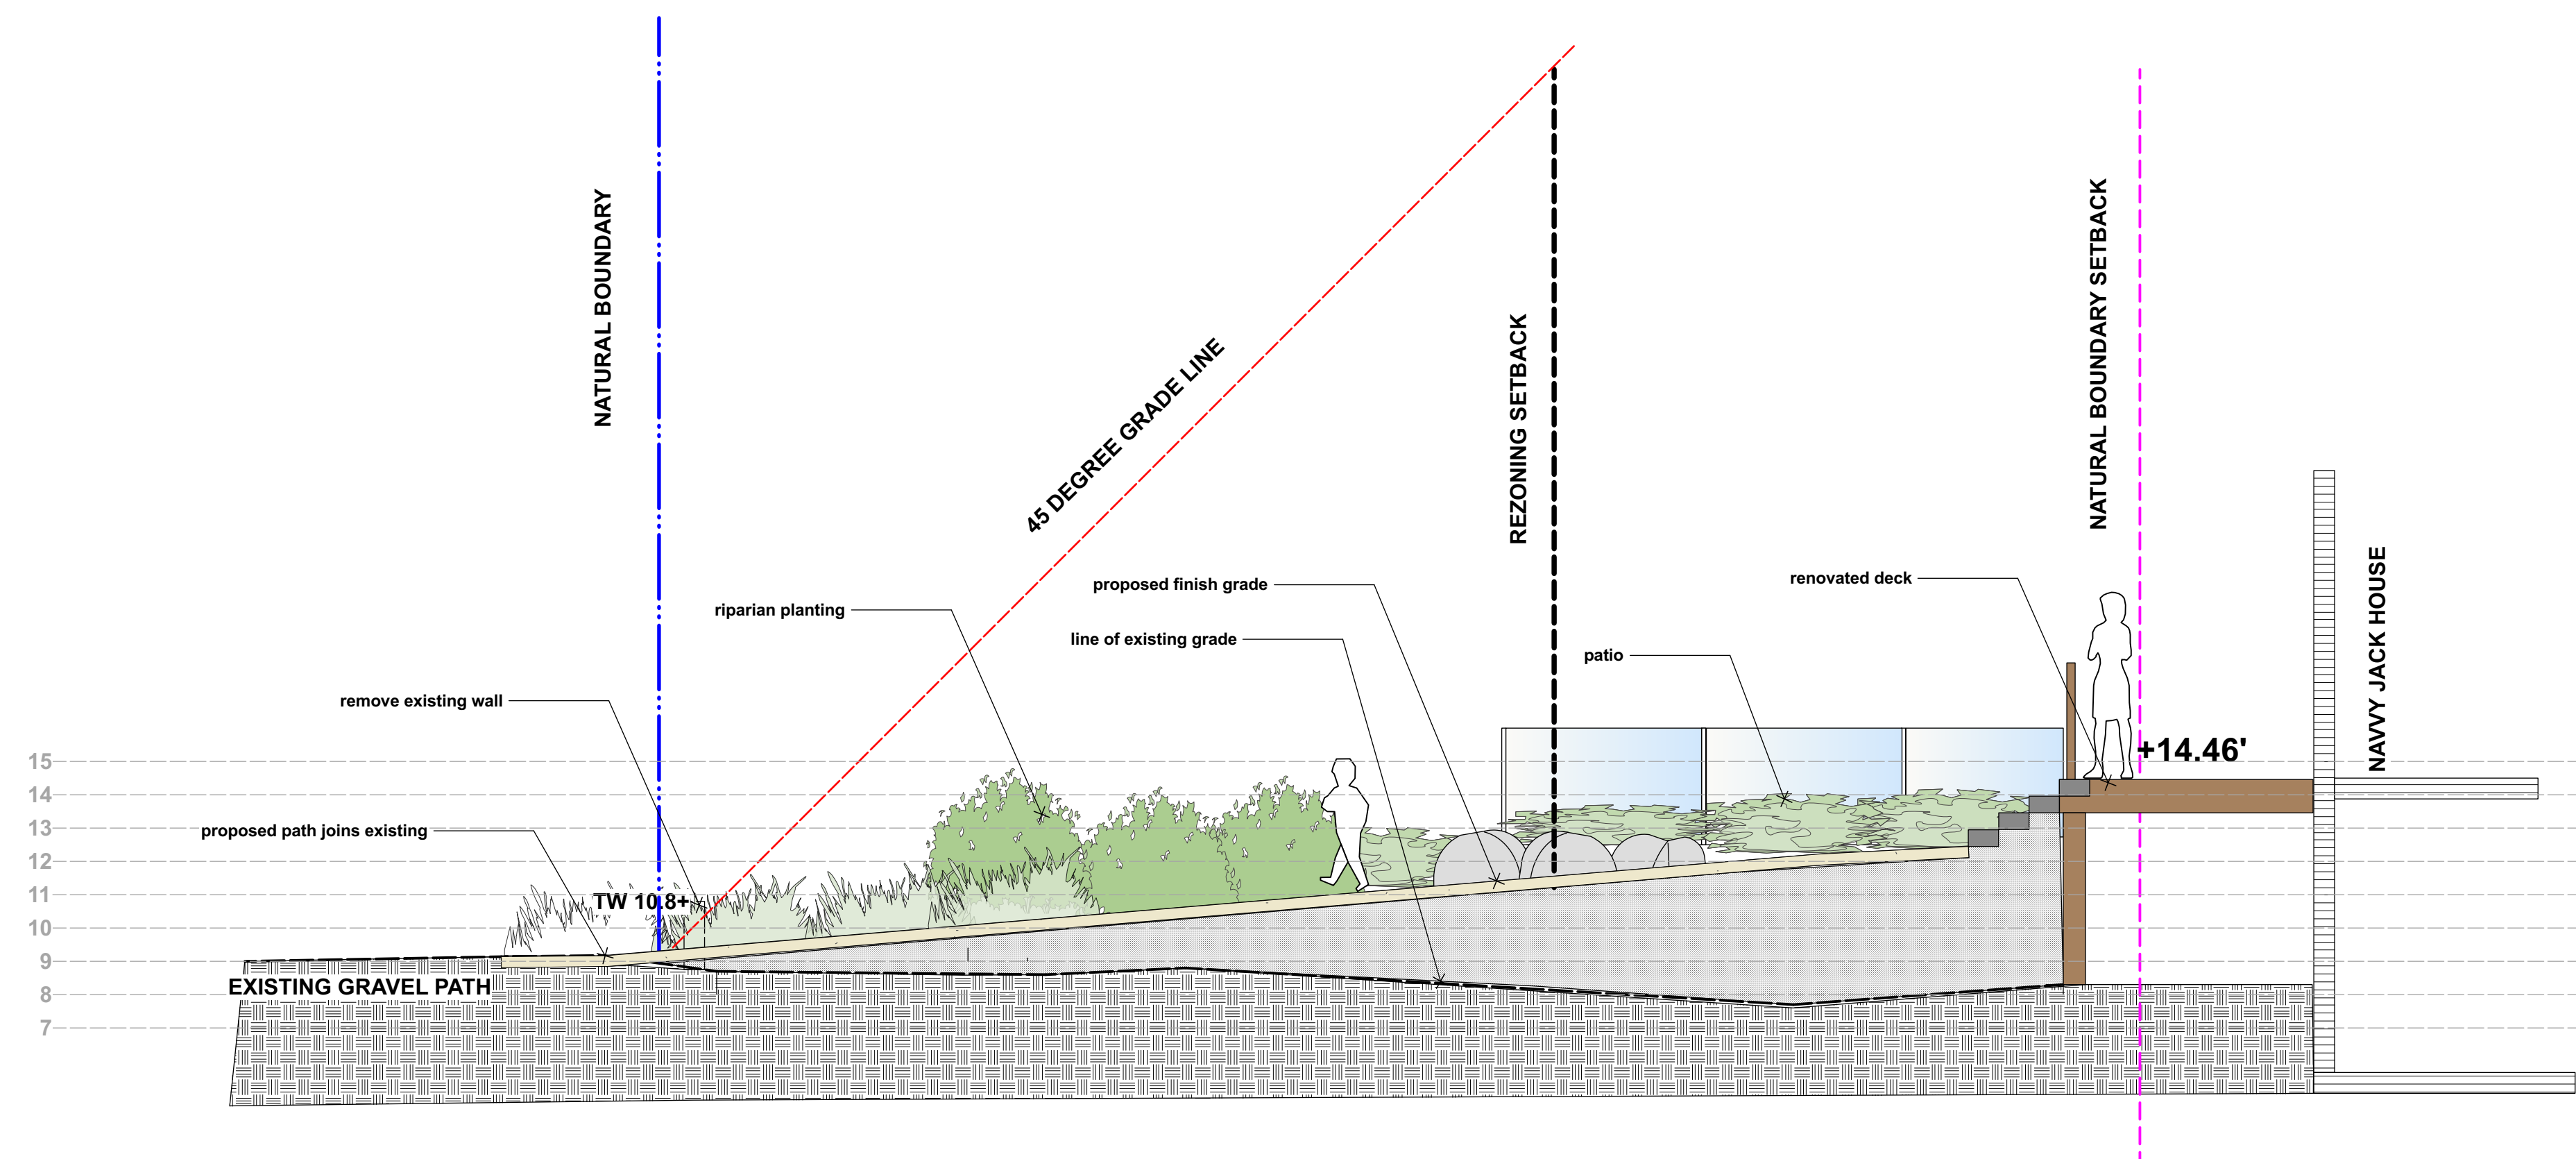 NATURAL BOUNDARY
45 DEGREE GRADE LINE
REZONING SETBACK
NATURAL BOUNDARY SETBACK
NAVVY JACK HOUSE
renovated deck
proposed finish grade
riparian planting
line of existing grade
patio
remove existing wall
+14.46'
proposed path joins existing
TW 10.8+
EXISTING GRAVEL PATH
15
14
13
12
11
10
9
8
7